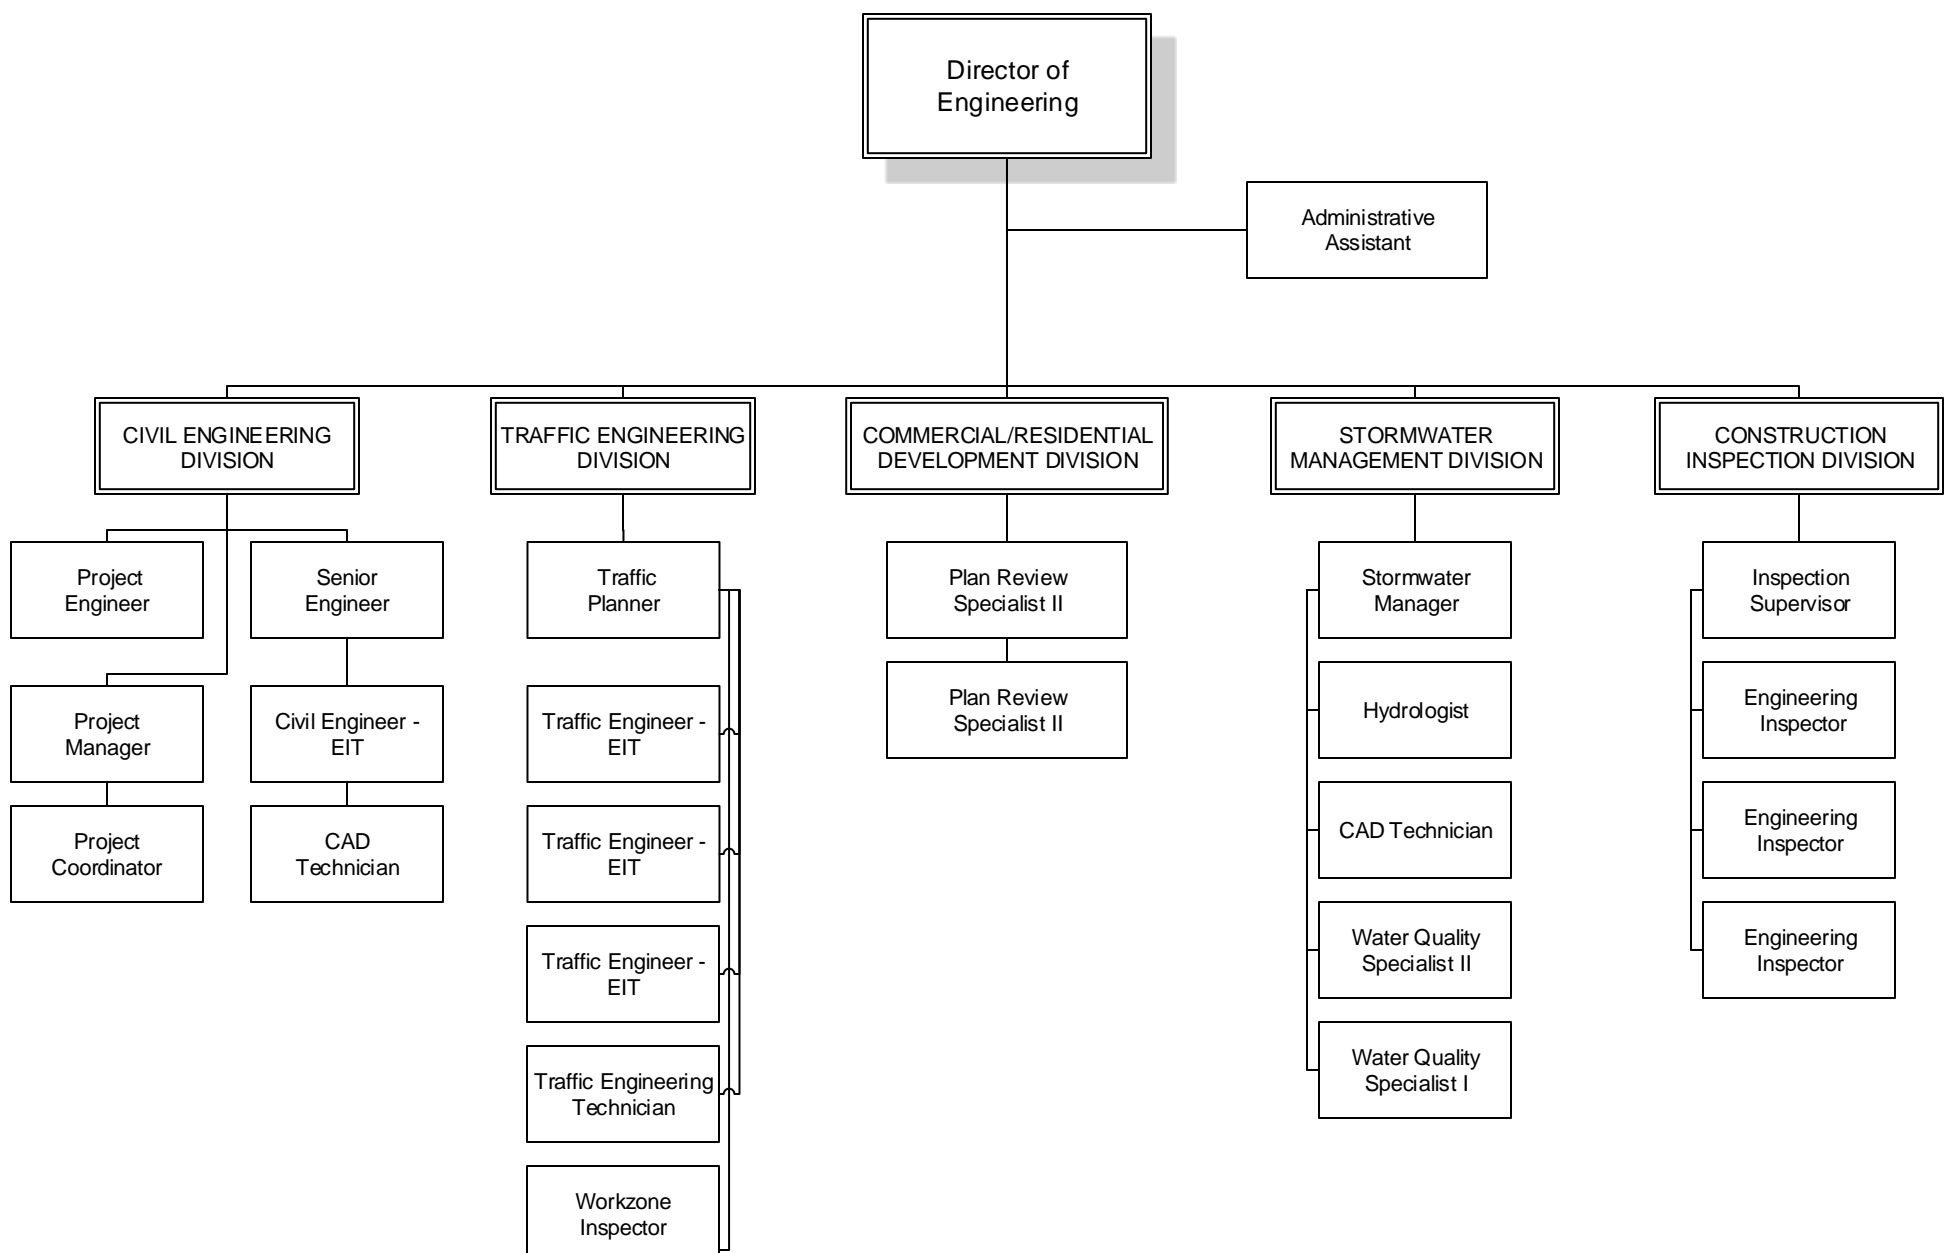 Director of
Engineering
Administrative
Assistant
CIVIL ENGINEERING
DIVISION
TRAFFIC ENGINEERING
DIVISION
COMMERCIAL/RESIDENTIAL
DEVELOPMENT DIVISION
STORMWATER
MANAGEMENT DIVISION
CONSTRUCTION
INSPECTION DIVISION
Project
Engineer
Senior
Engineer
Project
Manager
Civil Engineer -
EIT
Project
Coordinator
CAD
Technician
Traffic
Planner
Traffic Engineer -
EIT
Traffic Engineer -
EIT
Traffic Engineer -
EIT
Traffic Engineering
Technician
Workzone
Inspector
Plan Review
Specialist II
Plan Review
Specialist II
Stormwater
Manager
Hydrologist
CAD Technician
Water Quality
Specialist II
Water Quality
Specialist I
Inspection
Supervisor
Engineering
Inspector
Engineering
Inspector
Engineering
Inspector